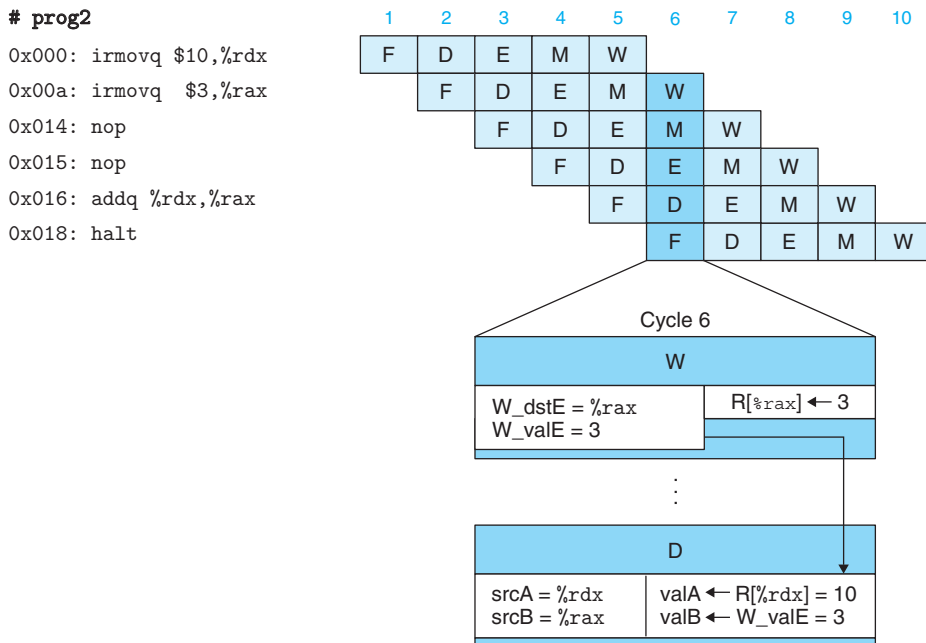 # prog2 1 2 3 4 5 6 7 8 9 10
0x000: irmovq $10,%rdx F D E M W
0x00a: irmovq $3,%rax F D E M W
0x014: nop F D E M W
0x015: nop F D E M W
0x016: addq %rdx,%rax F D E M W
0x018: halt F D E M W
Cycle 6
W
W_dstE = %rax R[%rax] ← 3
W_valE = 3
. . .
D
srcA = %rdx valA ← R[%rdx] = 10
srcB = %rax valB ← W_valE = 3